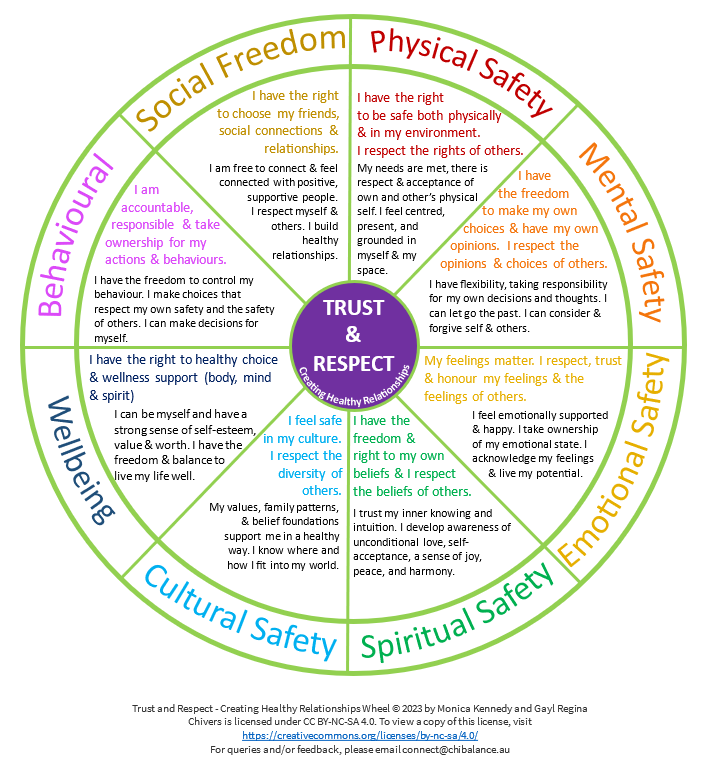 Social Freedom
I have the right
to choose my friends,
social connections &
relationships.
I am free to connect & feel
connected with positive,
supportive people.
I respect myself &
others. I build
healthy
relationships.
Physical Safety
I have the right
to be safe both physically
& in my environment.
I respect the rights of others.
My needs are met, there is
respect & acceptance of
own and other's physical
self. I feel centred,
present, and
grounded in
myself & my
space.
Mental Safety
I have
the freedom
to make my own
choices & have my own
opinions. I respect the
opinions & choices of others.
I have flexibility, taking responsibility
for my own decisions and thoughts. I
can let go the past. I can consider &
forgive self & others.
Emotional Safety
My feelings matter. I respect, trust
& honour my feelings & the
feelings of others.
I feel emotionally supported
& happy. I take ownership
of my emotional state. I
acknowledge my feelings
& live my potential.
Spiritual Safety
I have the
freedom &
right to my own
beliefs & I respect
the beliefs of others.
I trust my inner knowing and
intuition. I develop awareness of
unconditional love, self-
acceptance, a sense of joy,
peace, and harmony.
Cultural Safety
I feel safe
in my culture.
I respect the
diversity of
others.
My values, family patterns,
& belief foundations
support me in a healthy
way. I know where and
how I fit into my world.
Wellbeing
I have the right to healthy choice
& wellness support (body, mind
& spirit)
I can be myself and have a
strong sense of self-esteem,
value & worth. I have the
freedom & balance to
live my life well.
Behavioural
I am
accountable,
responsible & take
ownership for my
actions & behaviours.
I have the freedom to control my
behaviour. I make choices that
respect my own safety and the safety
of others. I can make decisions for
myself.
TRUST
&
RESPECT
Creating Healthy Relationships
Trust and Respect - Creating Healthy Relationships Wheel © 2023 by Monica Kennedy and Gayl Regina
Chivers is licensed under CC BY-NC-SA 4.0. To view a copy of this license, visit
https://creativecommons.org/licenses/by-nc-sa/4.0/
For queries and/or feedback, please email connect@chibalance.au